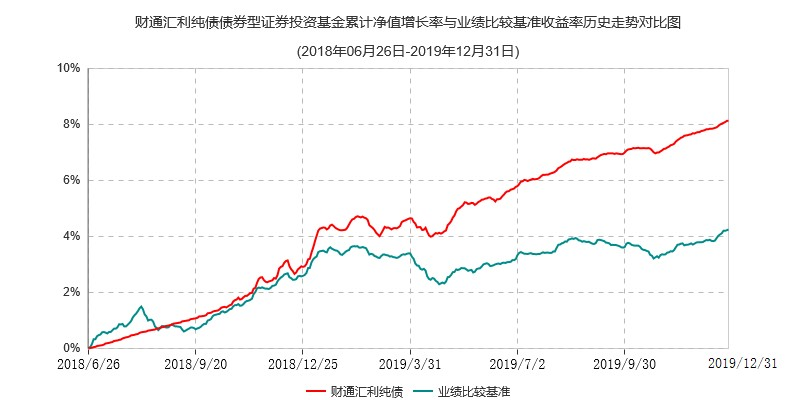 财通汇利纯债债券型证券投资基金累计净值增长率与业绩比较基准收益率历史走势对比图
(2018年06月26日-2019年12月31日)
10%
8%
6%
4%
2%
0%
2018/6/26 2018/9/20 2018/12/25 2019/3/31 2019/7/2 2019/9/30 2019/12/31
财通汇利纯债 业绩比较基准